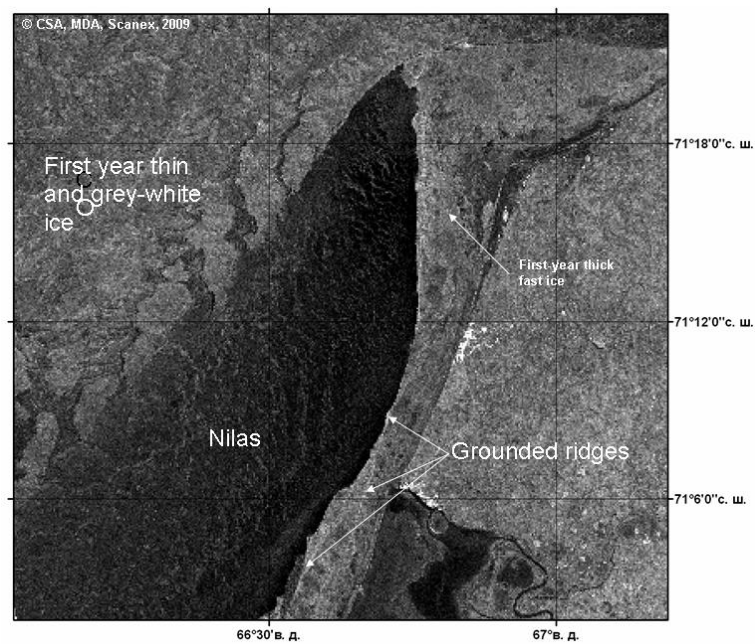 © CSA, MDA, Scanex, 2009
71°18'0"с. ш.
First year thin
and grey-white
ice
First-year thick
fast ice
71°12'0"с. ш.
Nilas
Grounded ridges
71°6'0"с. ш.
66°30'в. д.
67°в. д.